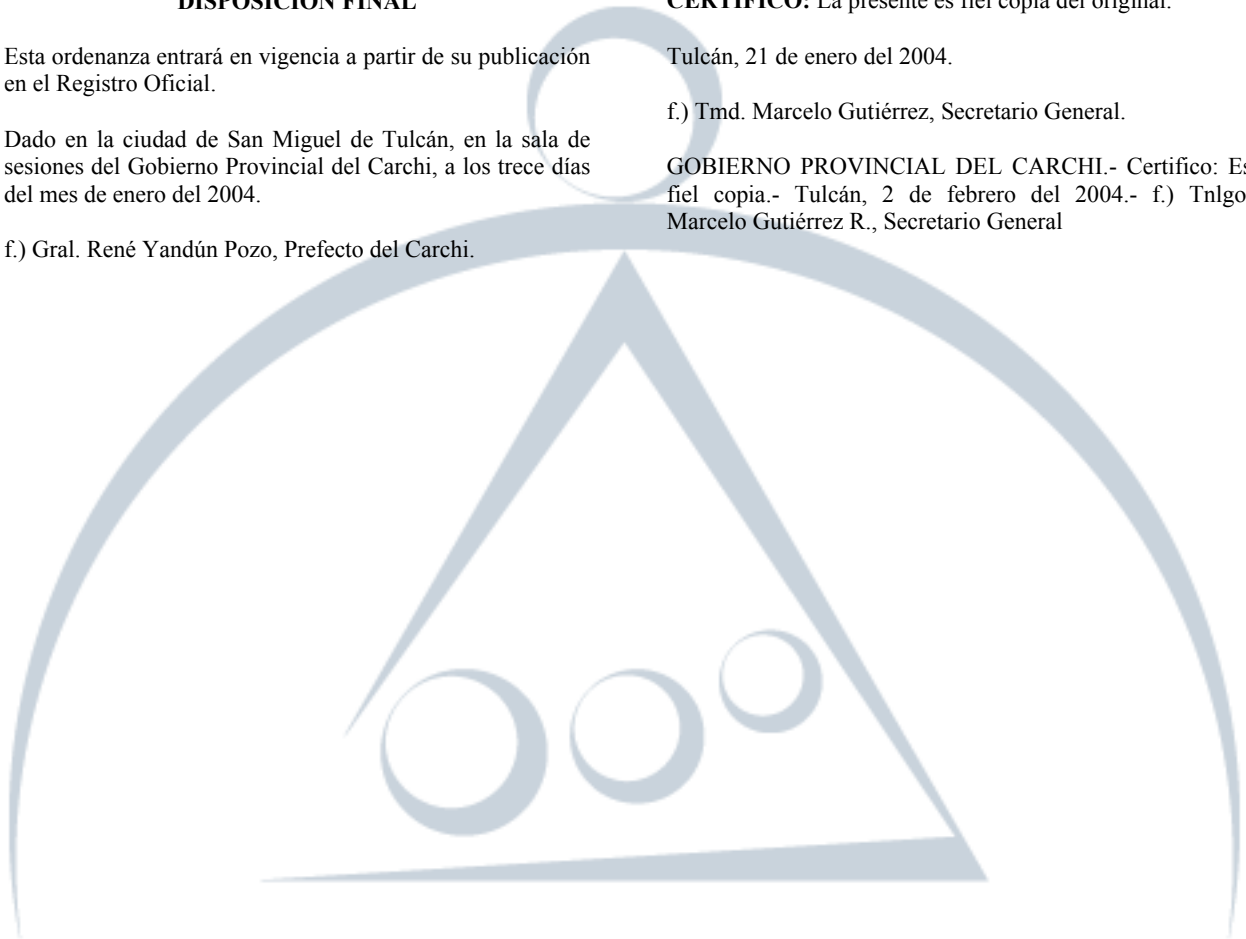 DISPOSICIÓN FINAL
Esta ordenanza entrará en vigencia a partir de su publicación
en el Registro Oficial.
Dado en la ciudad de San Miguel de Tulcán, en la sala de
sesiones del Gobierno Provincial del Carchi, a los trece días
del mes de enero del 2004.
f.) Gral. René Yandún Pozo, Prefecto del Carchi.
CERTIFICO: La presente es fiel copia del original.
Tulcán, 21 de enero del 2004.
f.) Tmd. Marcelo Gutiérrez, Secretario General.
GOBIERNO PROVINCIAL DEL CARCHI.- Certifico: Es
fiel copia.- Tulcán, 2 de febrero del 2004.- f.) Tnlgo
Marcelo Gutiérrez R., Secretario General